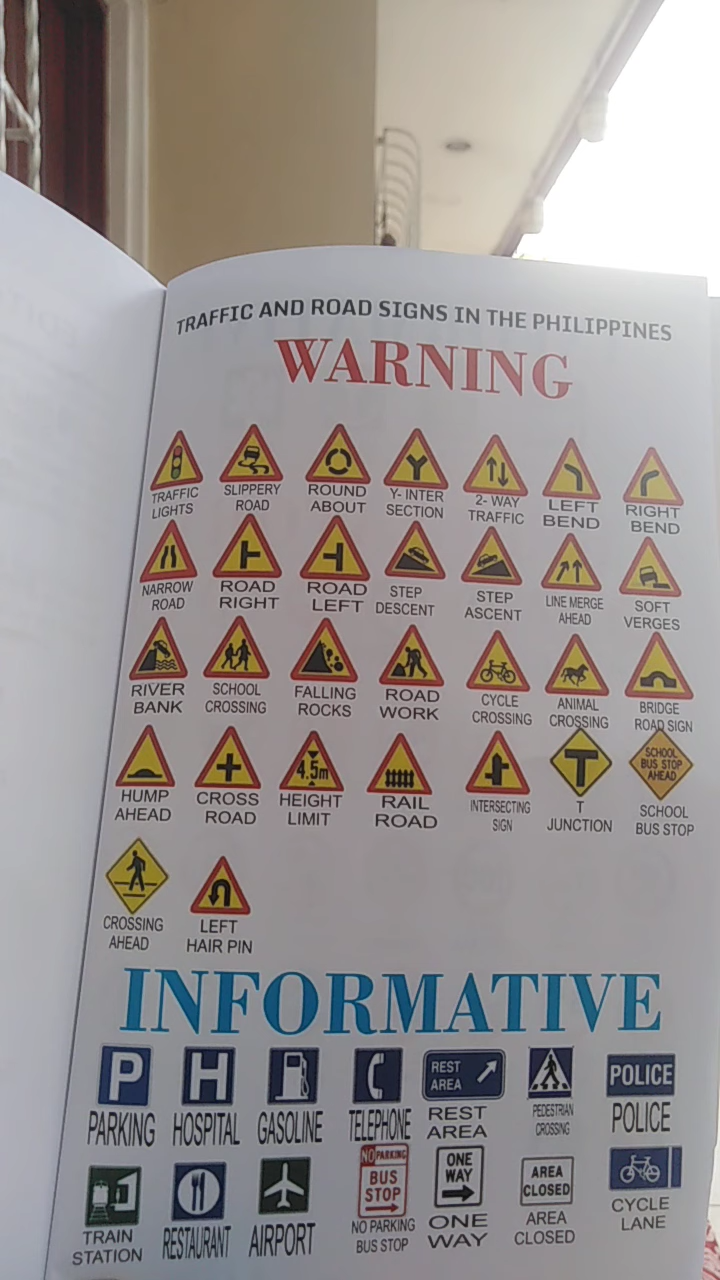 TRAFFIC AND ROAD SIGNS IN THE PHILIPPINES
WARNING
TRAFFIC LIGHTS
SLIPPERY ROAD
ROUND ABOUT
Y- INTER SECTION
2- WAY TRAFFIC
LEFT BEND
RIGHT BEND
NARROW ROAD
ROAD RIGHT
ROAD LEFT
STEP DESCENT
STEP ASCENT
LINE MERGE AHEAD
SOFT VERGES
RIVER BANK
SCHOOL CROSSING
FALLING ROCKS
ROAD WORK
CYCLE CROSSING
ANIMAL CROSSING
BRIDGE ROAD SIGN
HUMP AHEAD
CROSS ROAD
4.5m
HEIGHT LIMIT
RAIL ROAD
INTERSECTING SIGN
T JUNCTION
SCHOOL BUS STOP AHEAD
SCHOOL BUS STOP
CROSSING AHEAD
LEFT HAIR PIN
INFORMATIVE
P
PARKING
H
HOSPITAL
GASOLINE
TELEPHONE
REST AREA
REST AREA
PEDESTRIAN CROSSING
POLICE
POLICE
TRAIN STATION
RESTAURANT
AIRPORT
NO PARKING
BUS STOP
NO PARKING BUS STOP
ONE WAY
ONE WAY
AREA CLOSED
AREA CLOSED
CYCLE LANE